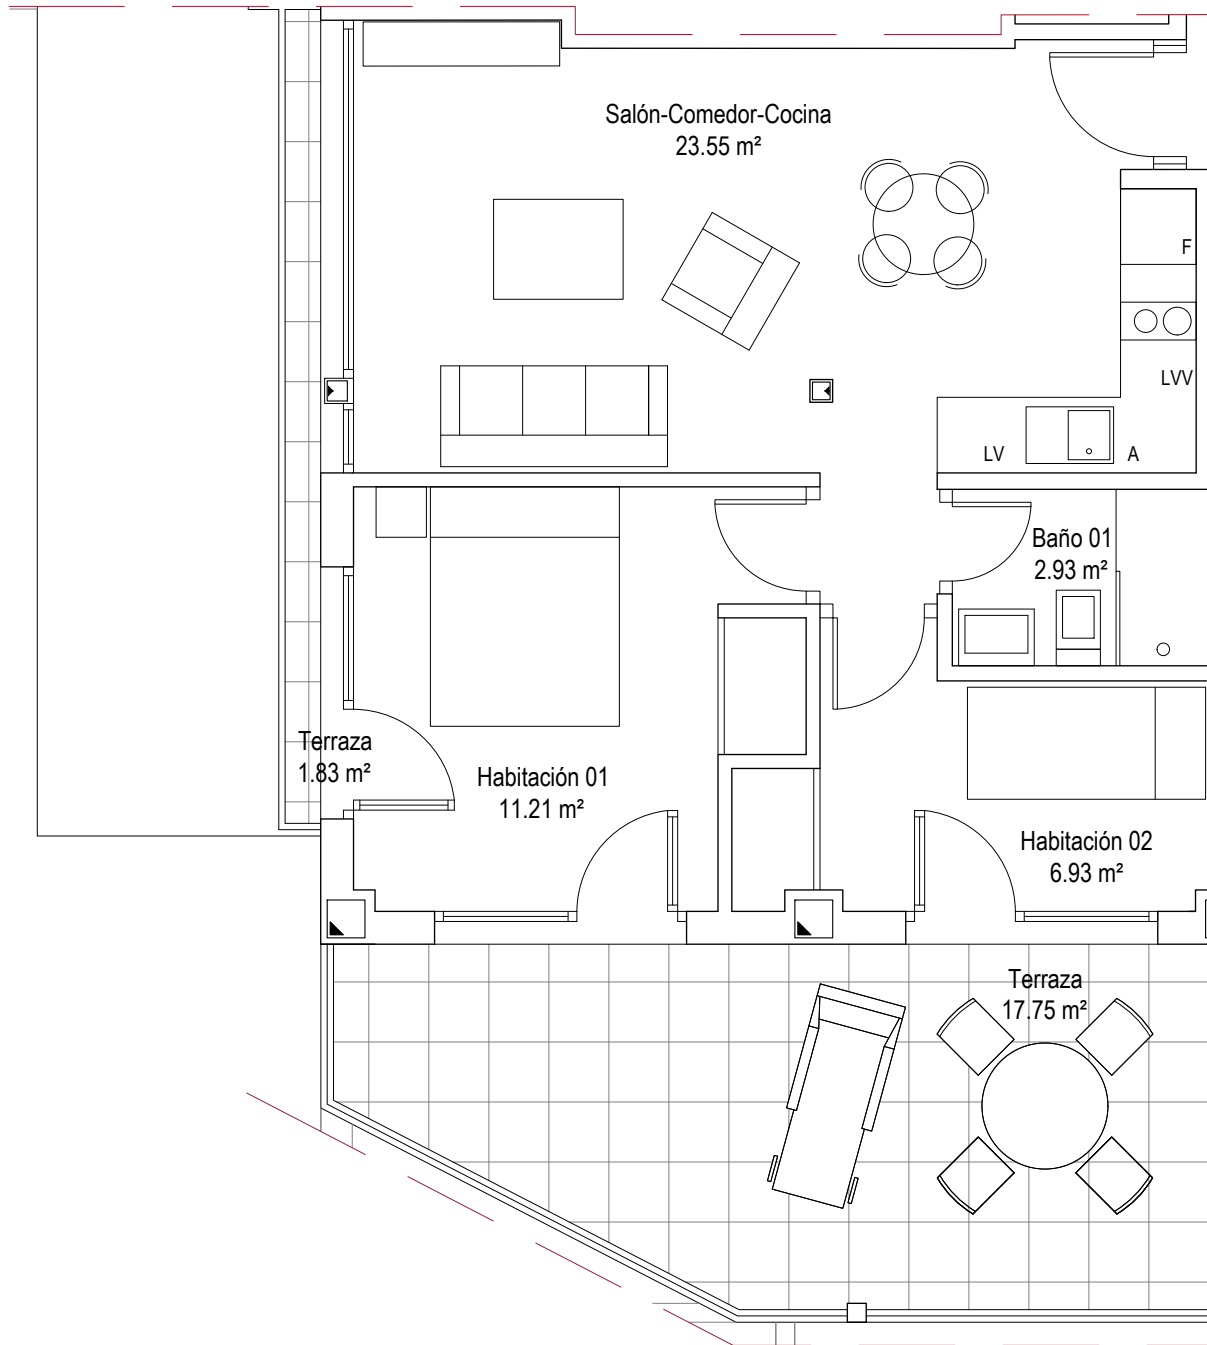 Salón-Comedor-Cocina
23.55 m²
F
LVV
LV
A
Baño 01
2.93 m²
Terraza
1.83 m²
Habitación 01
11.21 m²
Habitación 02
6.93 m²
Terraza
17.75 m²